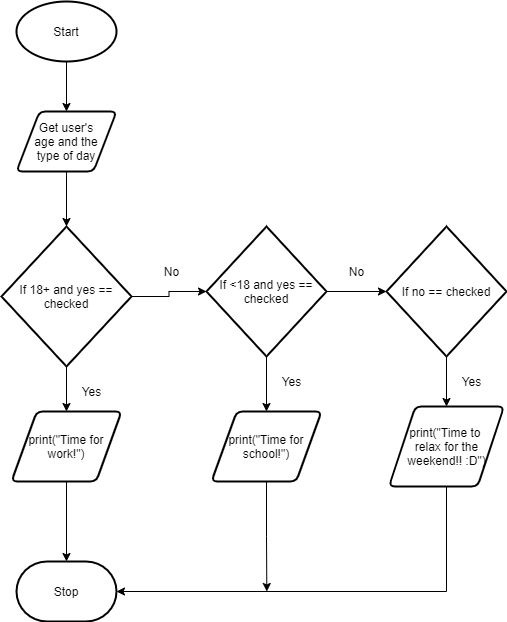 Start
Get user's
age and the
type of day
If 18+ and yes ==
checked
No
If <18 and yes ==
checked
No
If no == checked
Yes
Yes
Yes
print("Time for
work!")
print("Time for
school!")
print("Time to
relax for the
weekend!! :D")
Stop